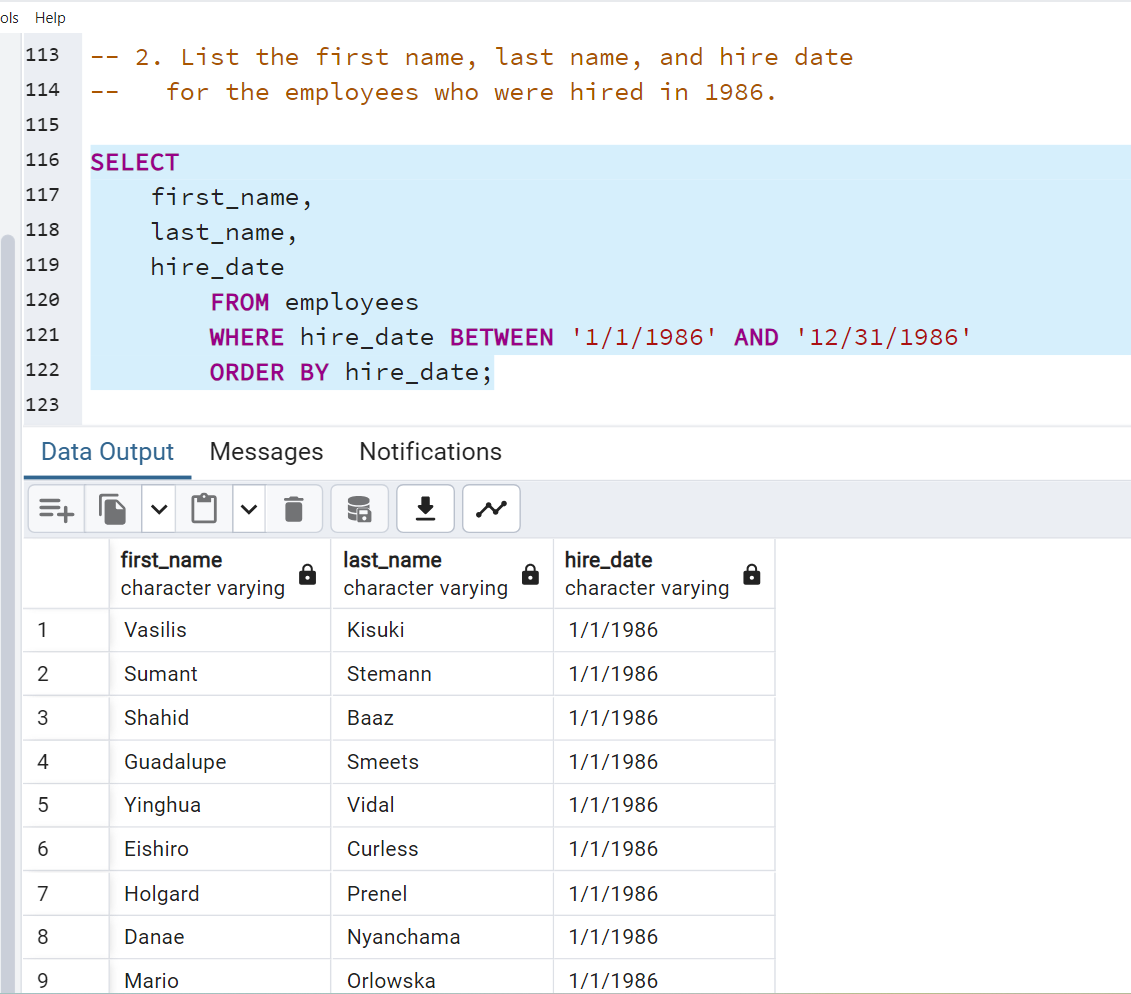 ols Help
113 -- 2. List the first name, last name, and hire date
114 --   for the employees who were hired in 1986.
115
116 SELECT
117     first_name,
118     last_name,
119     hire_date
120         FROM employees
121         WHERE hire_date BETWEEN '1/1/1986' AND '12/31/1986'
122         ORDER BY hire_date;
123
Data Output Messages Notifications
first_name last_name hire_date
character varying character varying character varying
1 Vasilis Kisuki 1/1/1986
2 Sumant Stemann 1/1/1986
3 Shahid Baaz 1/1/1986
4 Guadalupe Smeets 1/1/1986
5 Yinghua Vidal 1/1/1986
6 Eishiro Curless 1/1/1986
7 Holgard Prenel 1/1/1986
8 Danae Nyanchama 1/1/1986
9 Mario Orlowska 1/1/1986